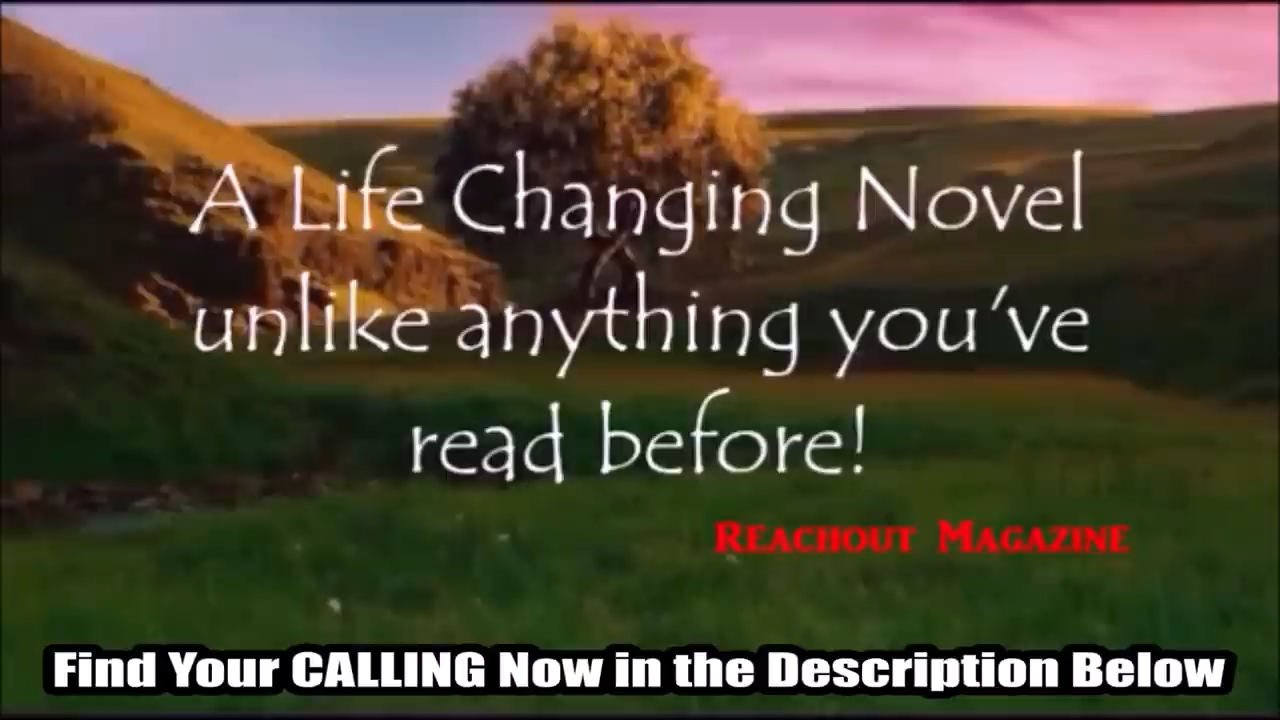 A Life Changing Novel
unlike anything you've
read before!
REACHOUT MAGAZINE
Find Your CALLING Now in the Description Below